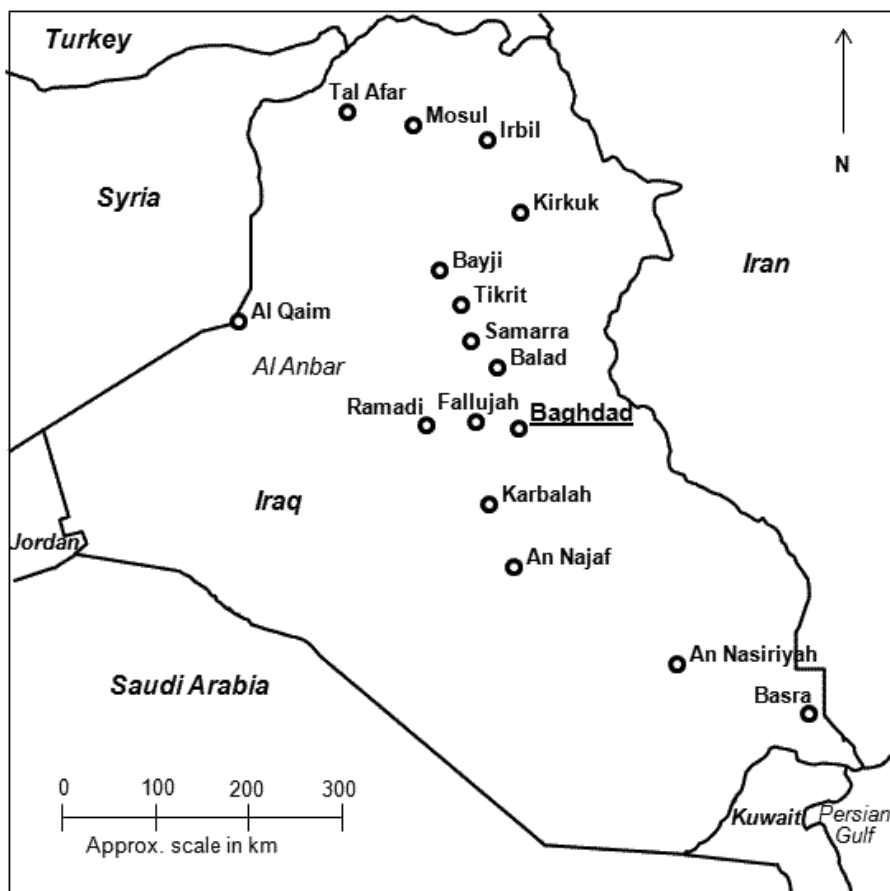 Turkey
Tal Afar
Mosul
Irbil
N
Syria
Kirkuk
Iran
Bayji
Tikrit
Al Qaim
Samarra
Al Anbar
Balad
Ramadi
Fallujah
Baghdad
Iraq
Karbalah
Jordan
An Najaf
An Nasiriyah
Saudi Arabia
Basra
0 100 200 300
Approx. scale in km
Kuwait
Persian
Gulf